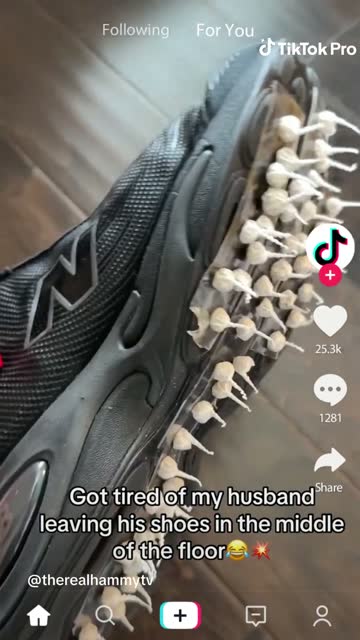 Following
For You
TikTok Pro
N
25.3k
1281
Share
Got tired of my husband
leaving his shoes in the middle
of the floor😂💥
@therealhammytv